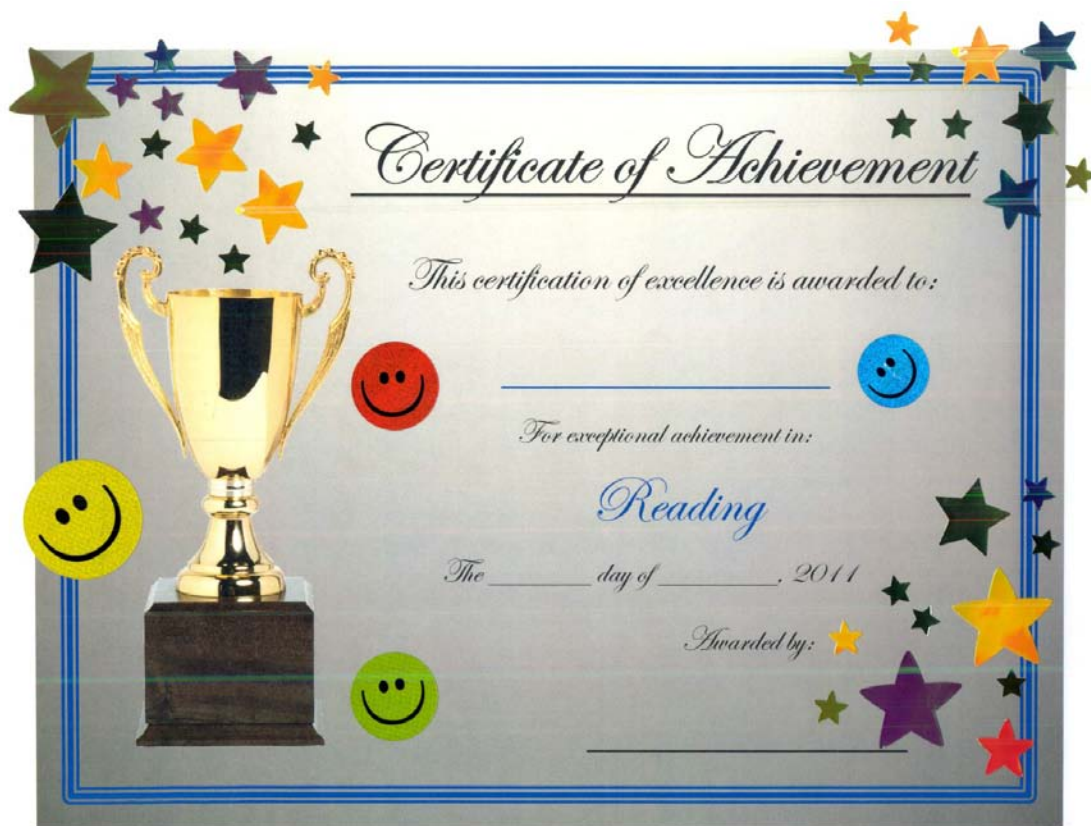 Certificate of Achievement
This certification of excellence is awarded to:
For exceptional achievement in:
Reading
The ________ day of __________, 2011
Awarded by: